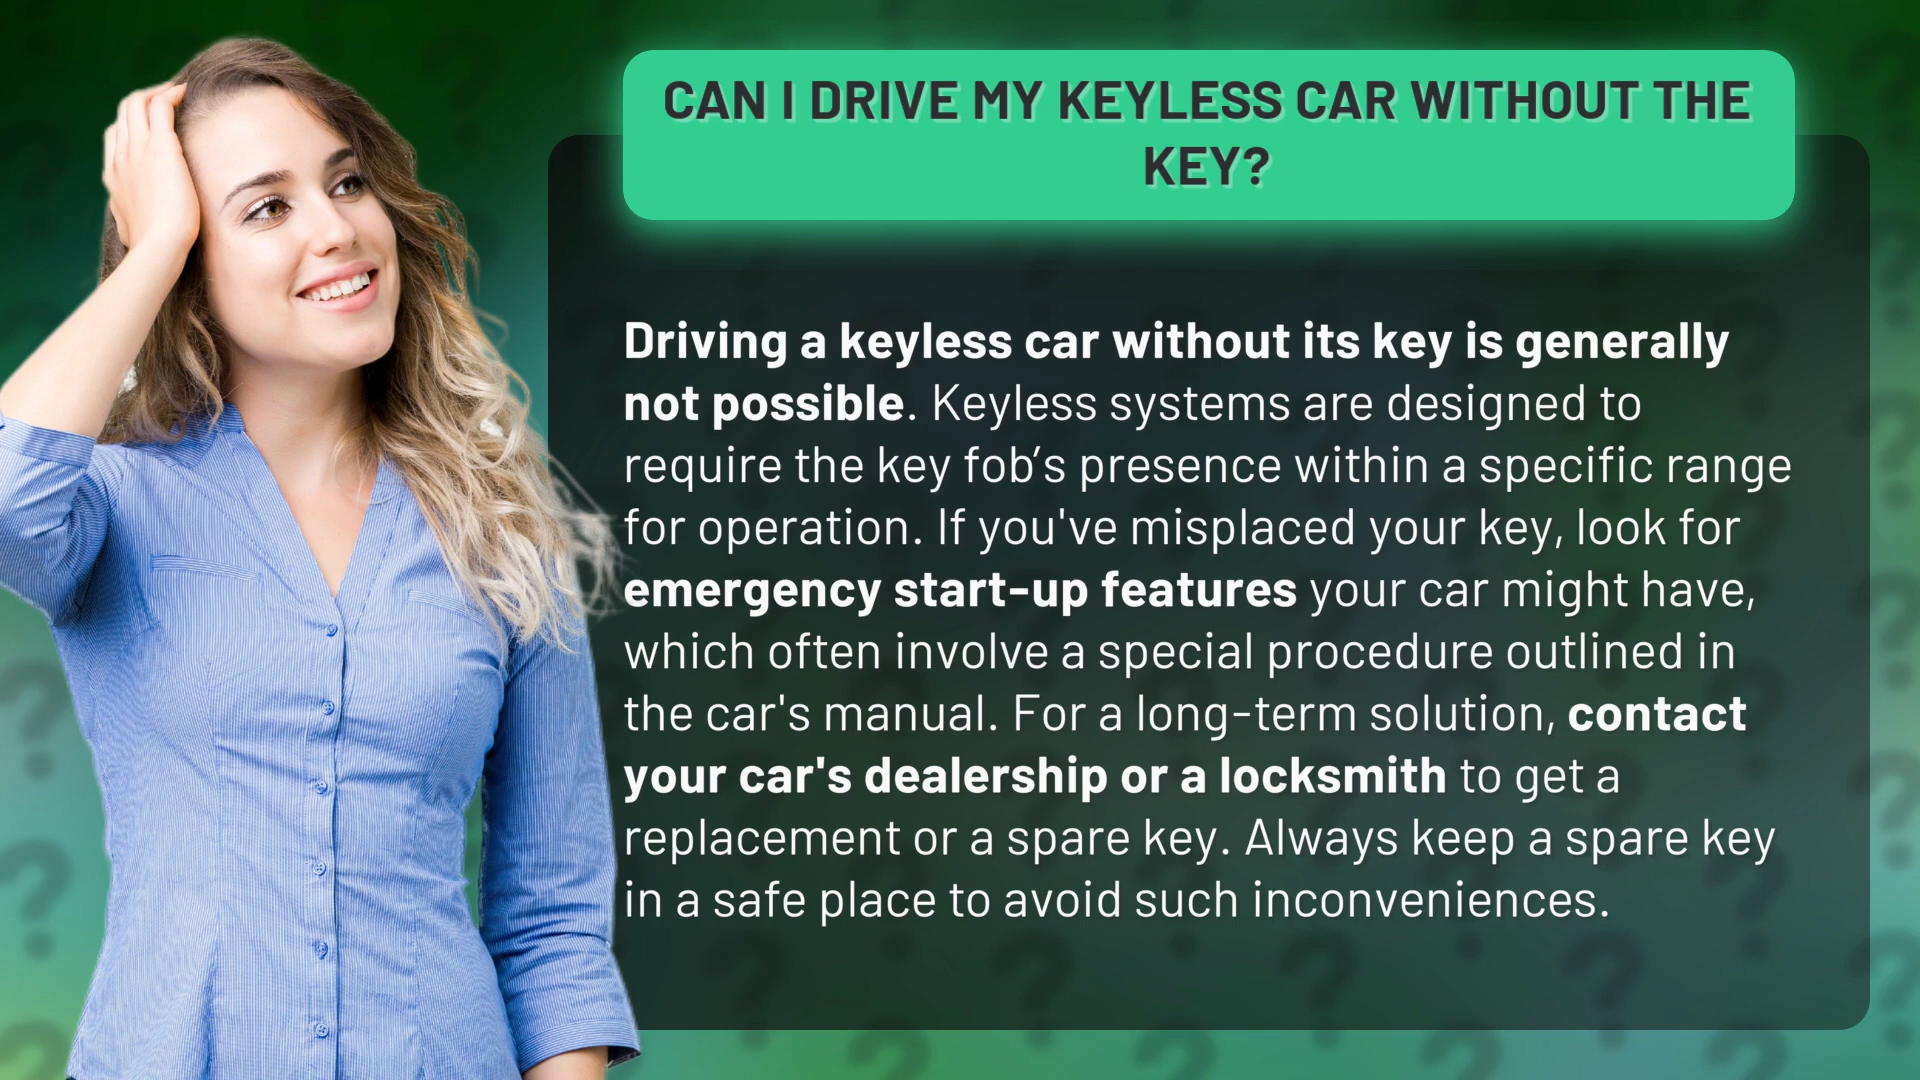 CAN I DRIVE MY KEYLESS CAR WITHOUT THE
KEY?
Driving a keyless car without its key is generally
not possible. Keyless systems are designed to
require the key fob’s presence within a specific range
for operation. If you've misplaced your key, look for
emergency start-up features your car might have,
which often involve a special procedure outlined in
the car's manual. For a long-term solution, contact
your car's dealership or a locksmith to get a
replacement or a spare key. Always keep a spare key
in a safe place to avoid such inconveniences.